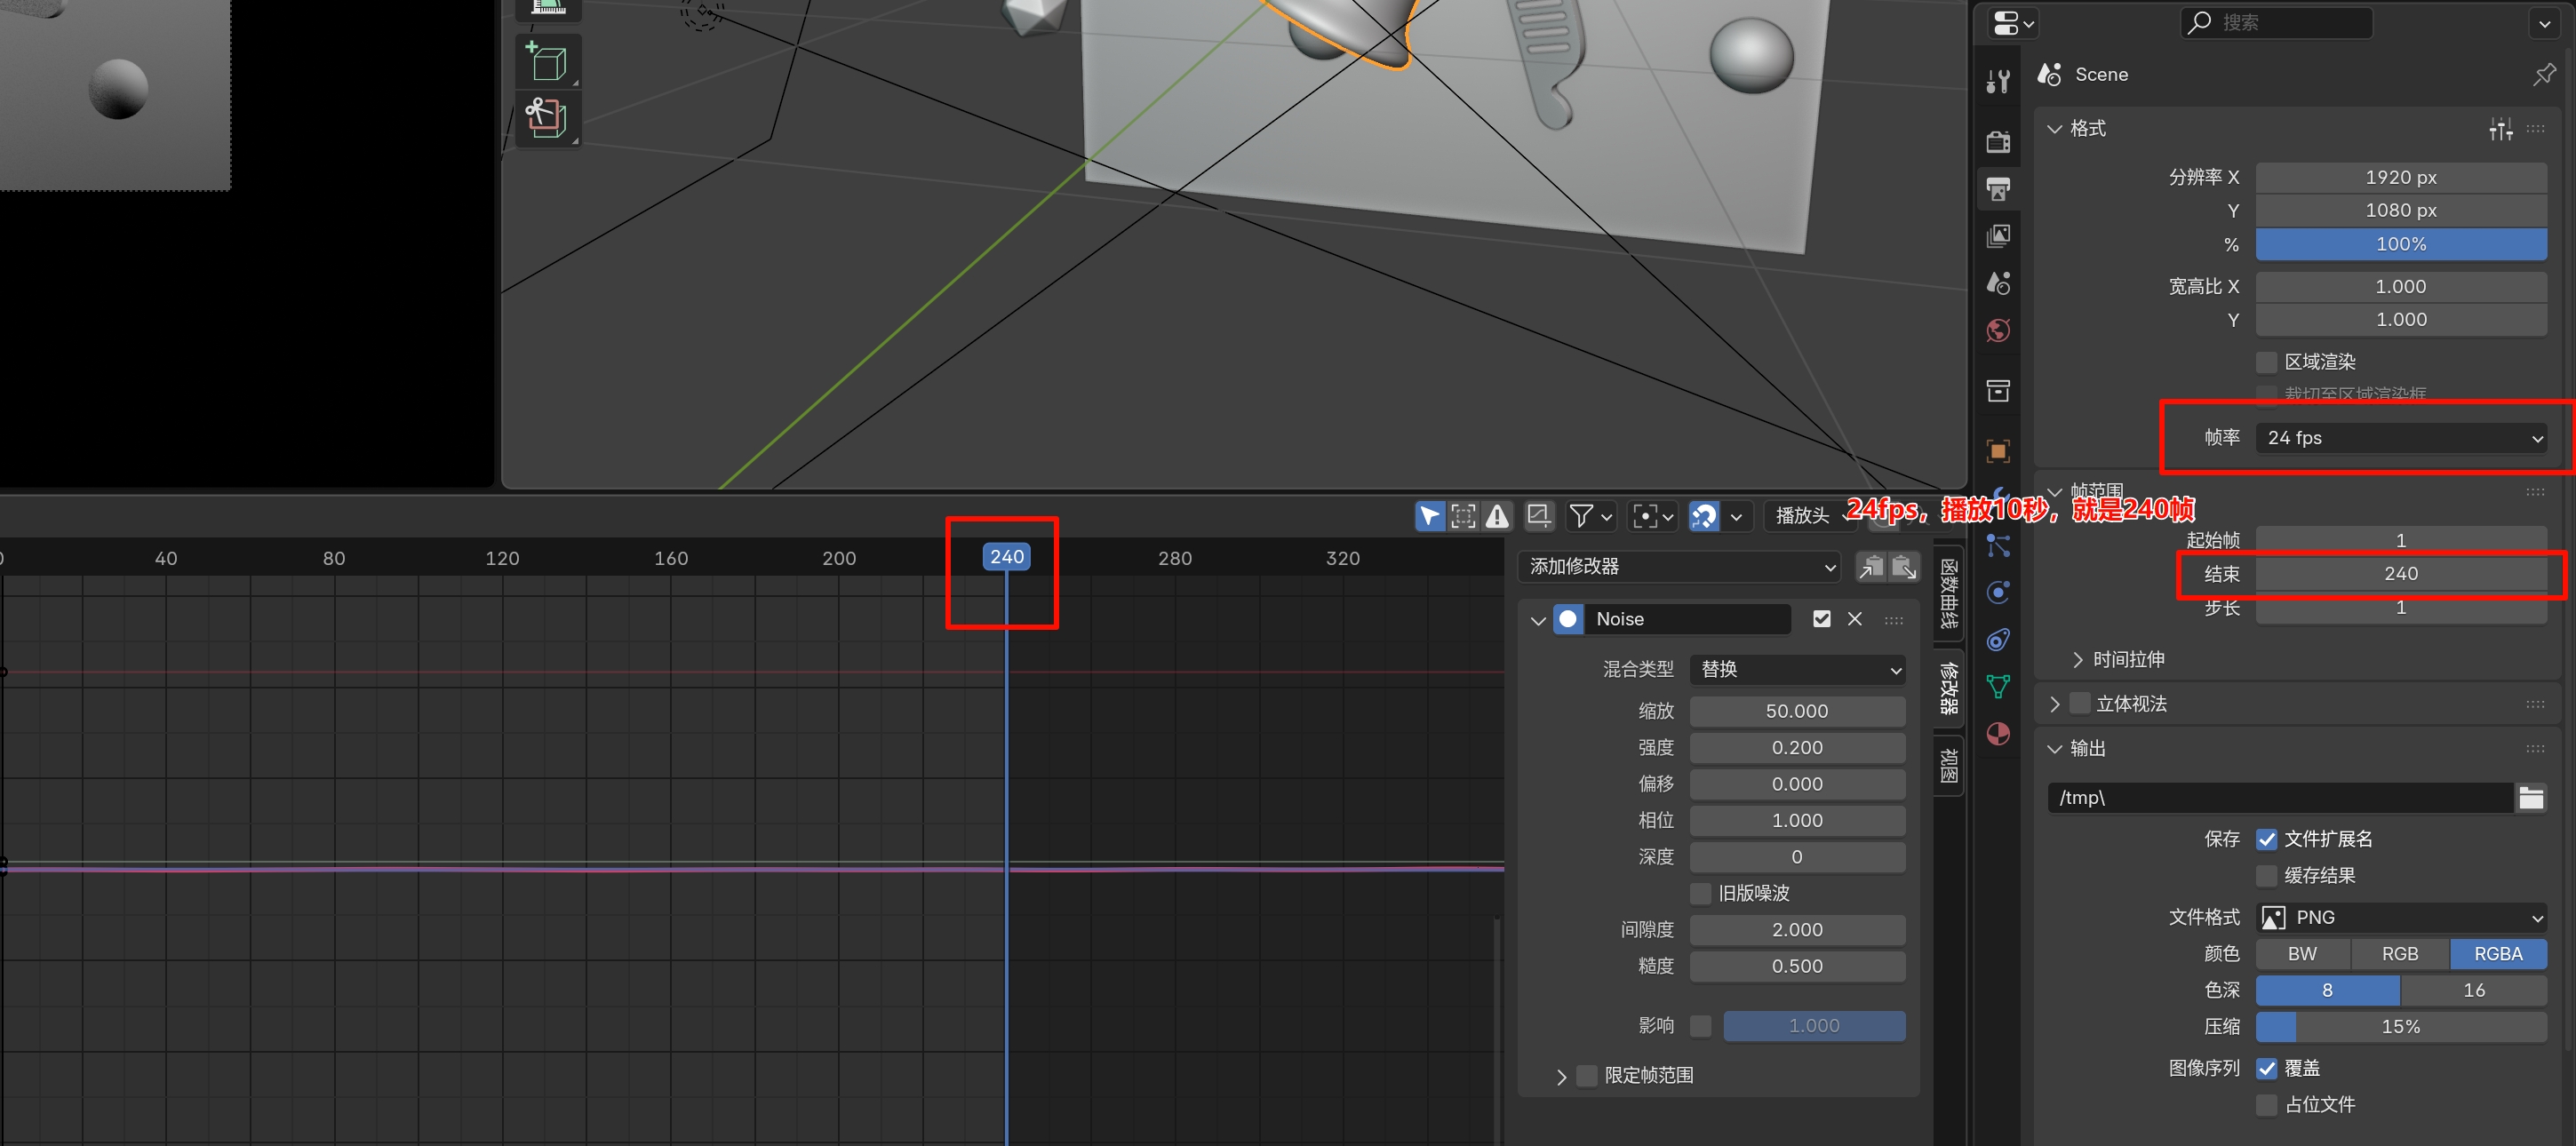 搜索
Scene
格式
分辨率 X 1920 px
Y 1080 px
% 100%
宽高比 X 1.000
Y 1.000
区域渲染
裁切至区域渲染框
帧率 24 fps
帧范围
24fps，播放10秒，就是240帧
起始帧 1
结束 240
步长 1
时间拉伸
立体视法
输出
/tmp\
保存 文件扩展名
缓存结果
文件格式 PNG
颜色 BW RGB RGBA
色深 8 16
压缩 15%
图像序列 覆盖
占位文件
播放头
0 40 80 120 160 200 240 280 320
添加修改器
Noise
混合类型 替换
缩放 50.000
强度 0.200
偏移 0.000
相位 1.000
深度 0
旧版噪波
间隙度 2.000
糙度 0.500
影响 1.000
限定帧范围
函数曲线
修改器
视图